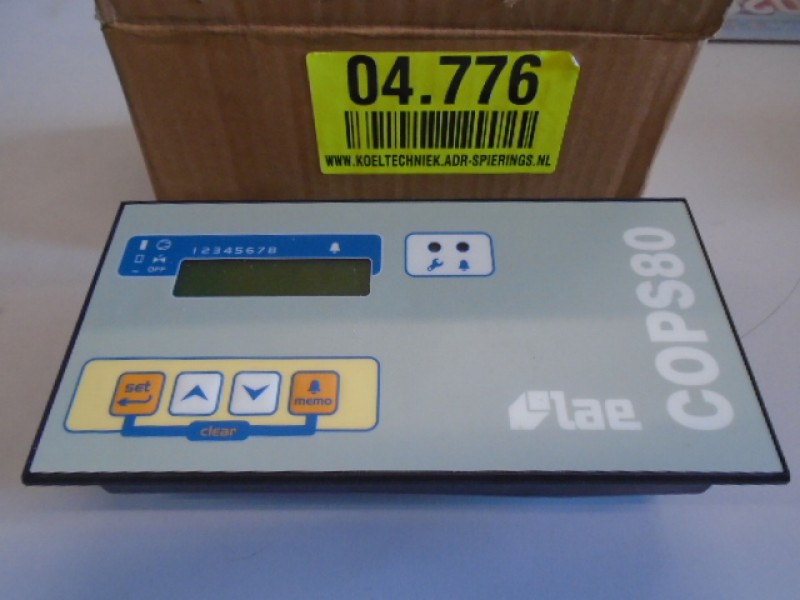 04.776
WWW.KOELTECHNIEK.ADR-SPIERINGS.NL
12345678
OFF
set
memo
clear
lae
COPS80